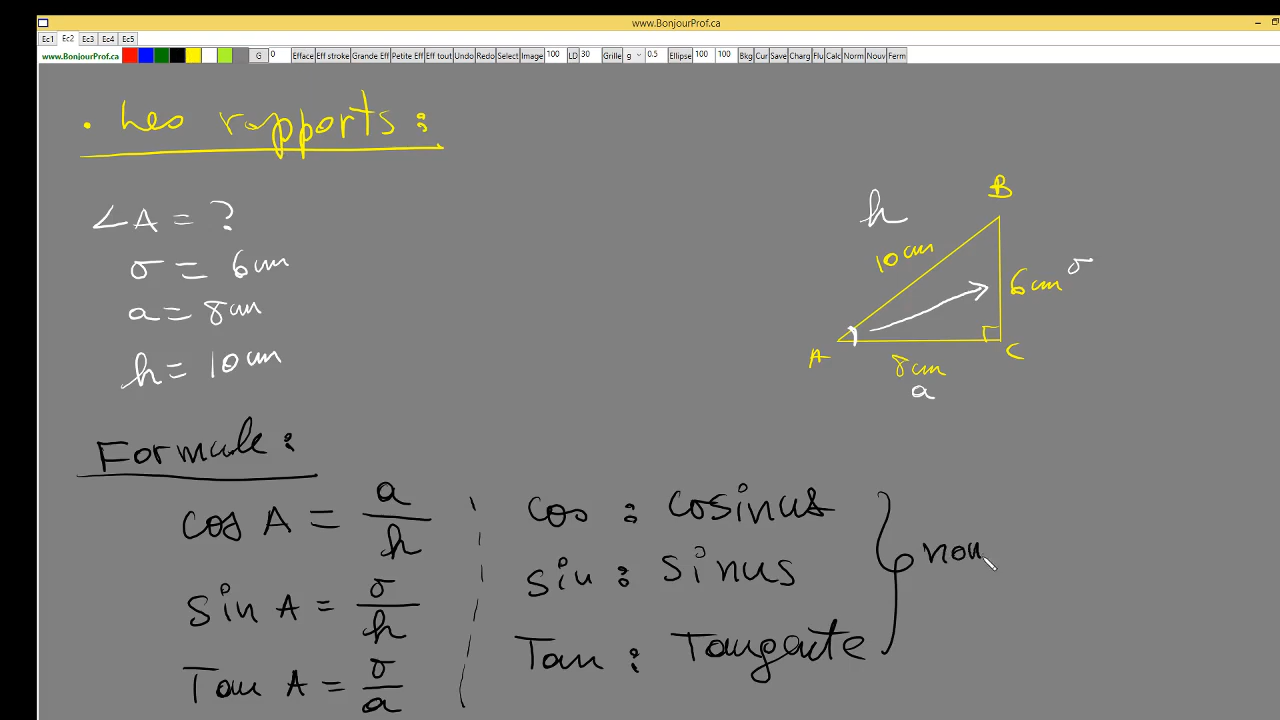 www.BonjourProf.ca
Ec1 Ec2 Ec3 Ec4 Ec5
www.BonjourProf.ca G 0 Efface Eff stroke Grande Eff Petite Eff Eff tout Undo Redo Select Image 100 LD 30 Grille g 0.5 Ellipse 100 100 Bkg Cur Save Charg Flu Calc Norm Nouv Ferm
• Les rapports :
∠A = ?
σ = 6cm
a = 8cm
h = 10cm
B
h
10cm
6cm σ
A
C
8cm
a
Formule :
cos A = a/h
sin A = σ/h
Tan A = σ/a
cos : cosinus
sin : sinus
Tan : Tangante
nou